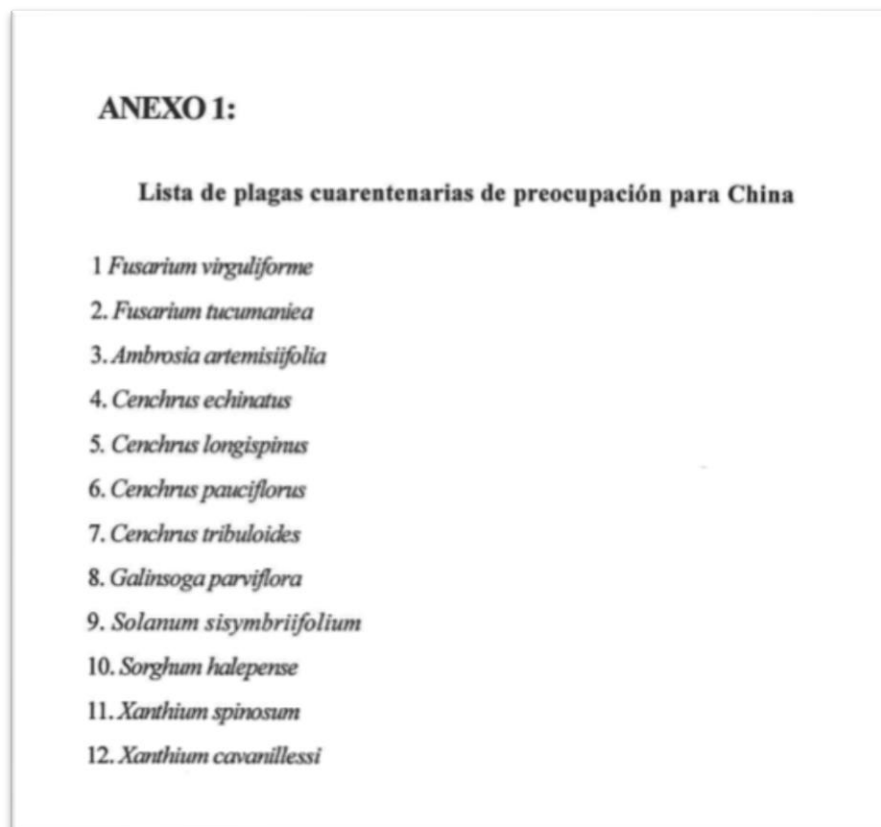 ANEXO 1:
Lista de plagas cuarentenarias de preocupación para China
1 Fusarium virguliforme
2. Fusarium tucumaniea
3. Ambrosia artemisiifolia
4. Cenchrus echinatus
5. Cenchrus longispinus
6. Cenchrus pauciflorus
7. Cenchrus tribuloides
8. Galinsoga parviflora
9. Solanum sisymbriifolium
10. Sorghum halepense
11. Xanthium spinosum
12. Xanthium cavanillessi